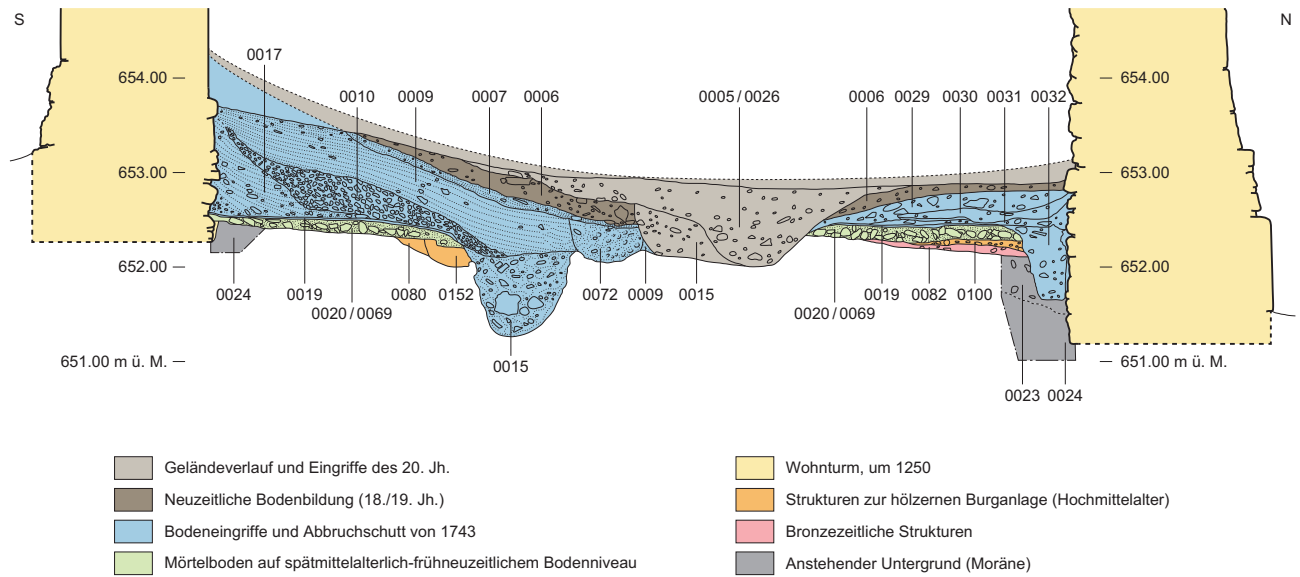 S N
0017
654.00 — — 654.00
0010 0009 0007 0006 0005 / 0026 0006 0029 0030 0031 0032
653.00 — — 653.00
652.00 — — 652.00
0024 0019 0080 0152 0072 0009 0015 0019 0082 0100
0020 / 0069 0020 / 0069
651.00 m ü. M. — — 651.00 m ü. M.
0015
0023 0024
Geländeverlauf und Eingriffe des 20. Jh.
Neuzeitliche Bodenbildung (18./19. Jh.)
Bodeneingriffe und Abbruchschutt von 1743
Mörtelboden auf spätmittelalterlich-frühneuzeitlichem Bodenniveau
Wohnturm, um 1250
Strukturen zur hölzernen Burganlage (Hochmittelalter)
Bronzezeitliche Strukturen
Anstehender Untergrund (Moräne)